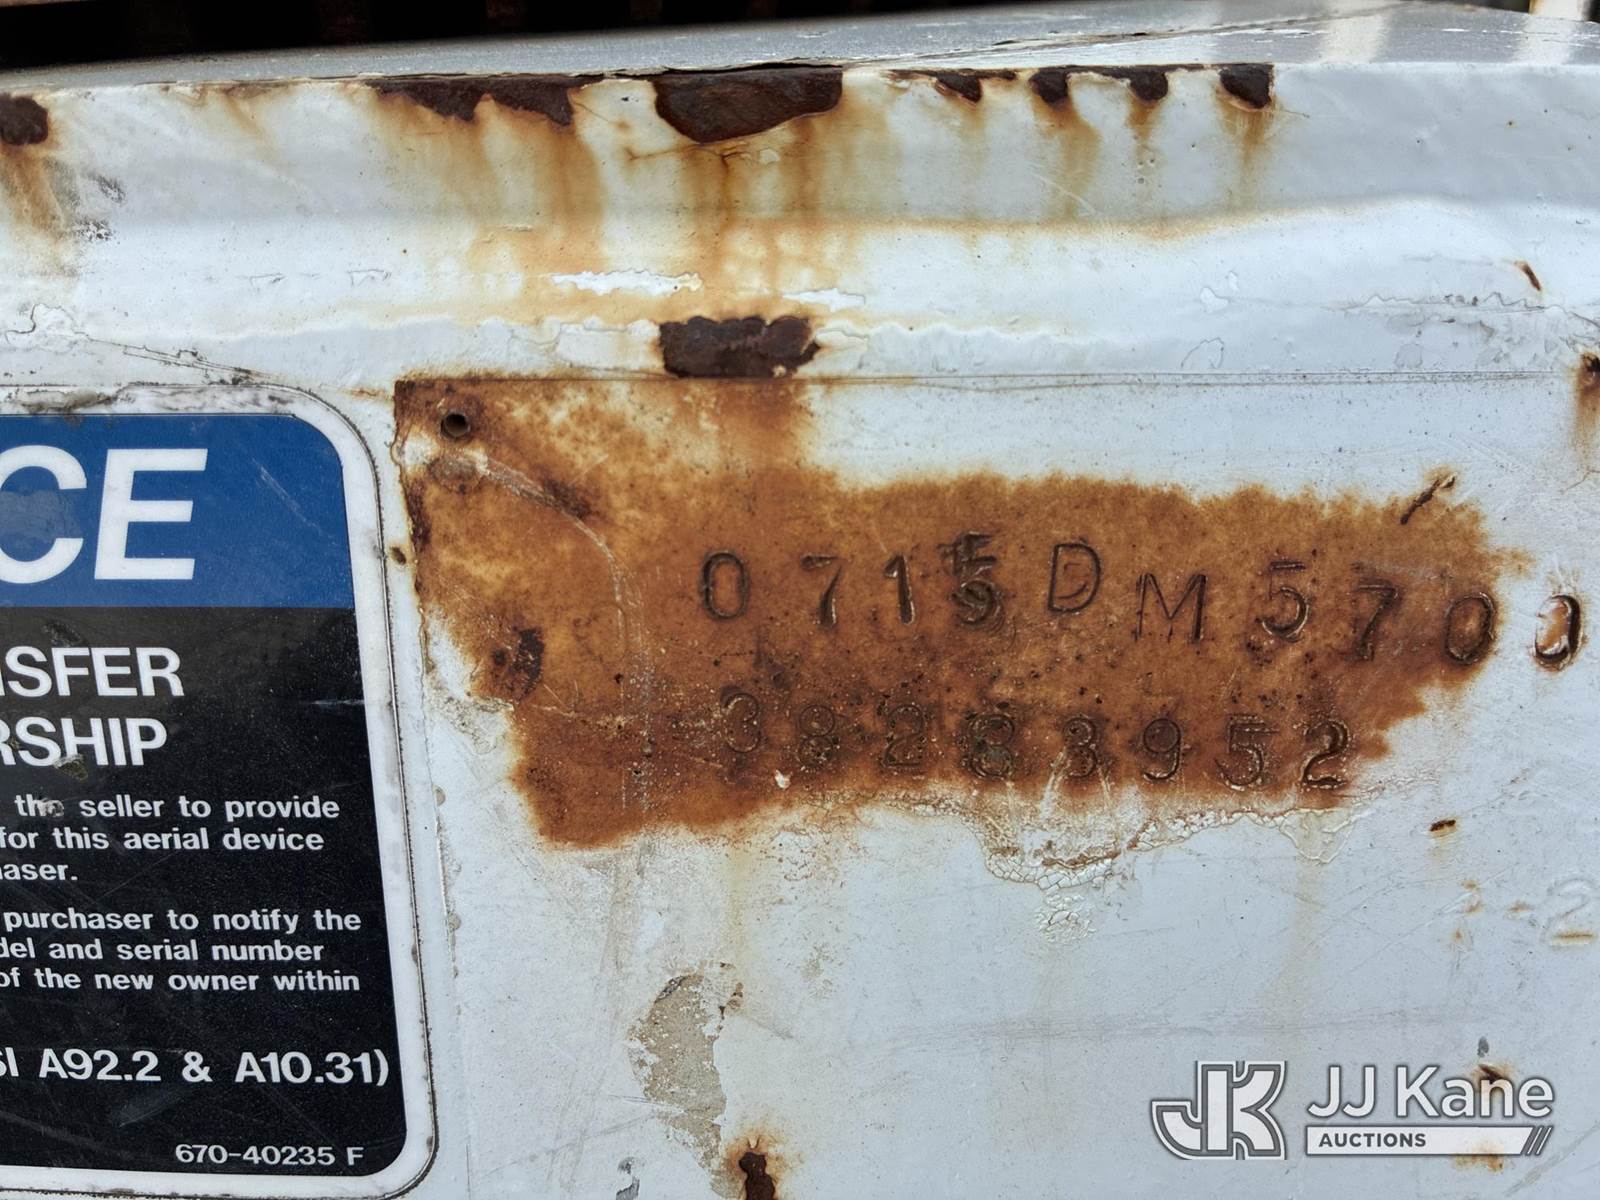 CE
NSFER
RSHIP
the seller to provide
for this aerial device
haser.
purchaser to notify the
del and serial number
of the new owner within
SI A92.2 & A10.31)
670-40235 F
0715DM5700
38283952
-2
JJ Kane
AUCTIONS